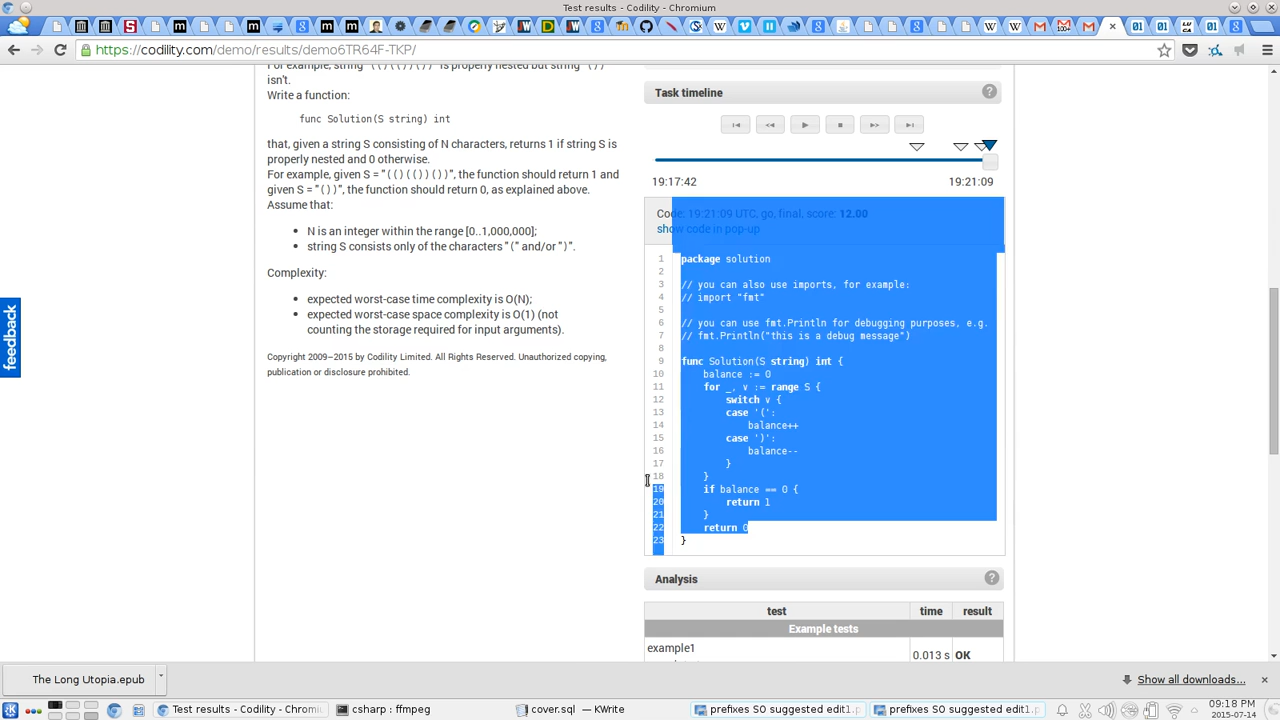 Test results - Codility - Chromium
https://codility.com/demo/results/demo6TR64F-TKP/
For example, string "(()(())())" is properly nested but string "())"
isn't.
Write a function:
func Solution(S string) int
that, given a string S consisting of N characters, returns 1 if string S is
properly nested and 0 otherwise.
For example, given S = "(()(())())", the function should return 1 and
given S = "())", the function should return 0, as explained above.
Assume that:
• N is an integer within the range [0..1,000,000];
• string S consists only of the characters "(" and/or ")".
Complexity:
• expected worst-case time complexity is O(N);
• expected worst-case space complexity is O(1) (not
counting the storage required for input arguments).
Copyright 2009–2015 by Codility Limited. All Rights Reserved. Unauthorized copying,
publication or disclosure prohibited.
feedback
Task timeline
?
19:17:42
19:21:09
Code: 19:21:09 UTC, go, final, score: 12.00
show code in pop-up
1 package solution
2
3 // you can also use imports, for example:
4 // import "fmt"
5
6 // you can use fmt.Println for debugging purposes, e.g.
7 // fmt.Println("this is a debug message")
8
9 func Solution(S string) int {
10 balance := 0
11 for _, v := range S {
12 switch v {
13 case '(':
14 balance++
15 case ')':
16 balance--
17 }
18 }
19 if balance == 0 {
20 return 1
21 }
22 return 0
23 }
Analysis
?
test time result
Example tests
example1
0.013 s OK
The Long Utopia.epub
Show all downloads...
Test results - Codility - Chromiu
csharp : ffmpeg
cover.sql — KWrite
prefixes SO suggested edit1.p
prefixes SO suggested edit1.p
09:18 PM
2015-07-14